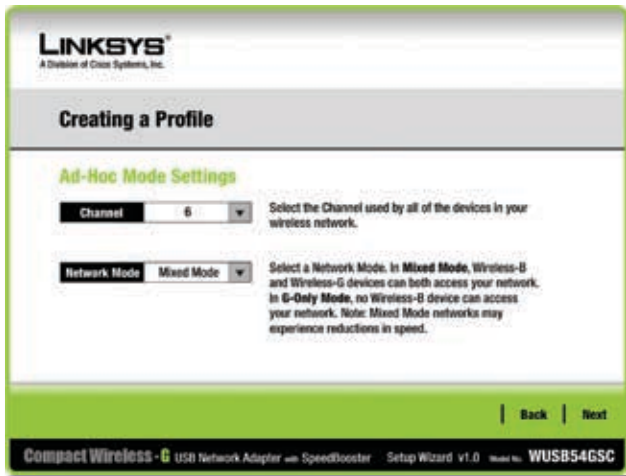 LINKSYS®
A Division of Cisco Systems, Inc.
Creating a Profile
Ad-Hoc Mode Settings
Channel 6 Select the Channel used by all of the devices in your
wireless network.
Network Mode Mixed Mode Select a Network Mode. In Mixed Mode, Wireless-B
and Wireless-G devices can both access your network.
In G-Only Mode, no Wireless-B device can access
your network. Note: Mixed Mode networks may
experience reductions in speed.
Back Next
Compact Wireless-G USB Network Adapter with SpeedBooster Setup Wizard v1.0 Model No. WUSB54GSC